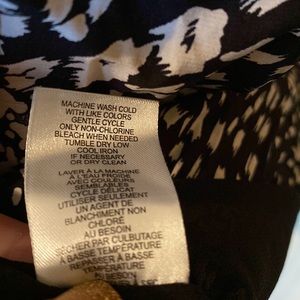 MACHINE WASH COLD
WITH LIKE COLORS
GENTLE CYCLE
ONLY NON-CHLORINE
BLEACH WHEN NEEDED
TUMBLE DRY LOW
COOL IRON
IF NECESSARY
OR DRY CLEAN
LAVER À LA MACHINE
À L'EAU FROIDE
AVEC COULEURS
SEMBLABLES
CYCLE DÉLICAT
UTILISER SEULEMENT
UN AGENT DE
BLANCHIMENT NON
CHLORÉ
AU BESOIN
SÉCHER PAR CULBUTAGE
À BASSE TEMPÉRATURE
REPASSER
À BASSE
TEMPÉRATURE
AU BESOIN